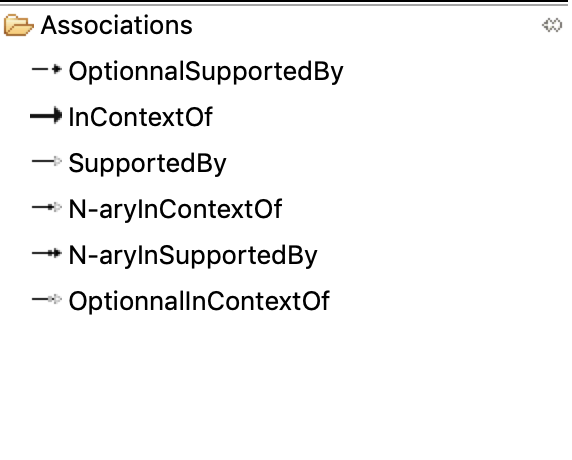 Associations
OptionnalSupportedBy
InContextOf
SupportedBy
N-aryInContextOf
N-aryInSupportedBy
OptionnalInContextOf